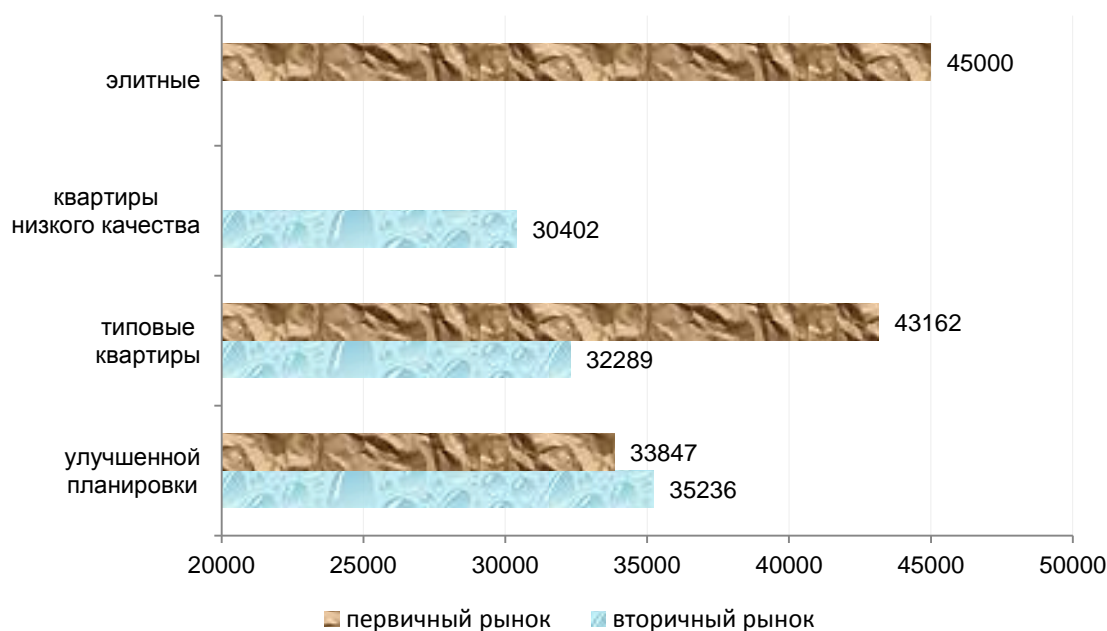 элитные
45000
квартиры
низкого качества
30402
типовые
квартиры
43162
32289
улучшенной
планировки
33847
35236
20000 25000 30000 35000 40000 45000 50000
первичный рынок вторичный рынок